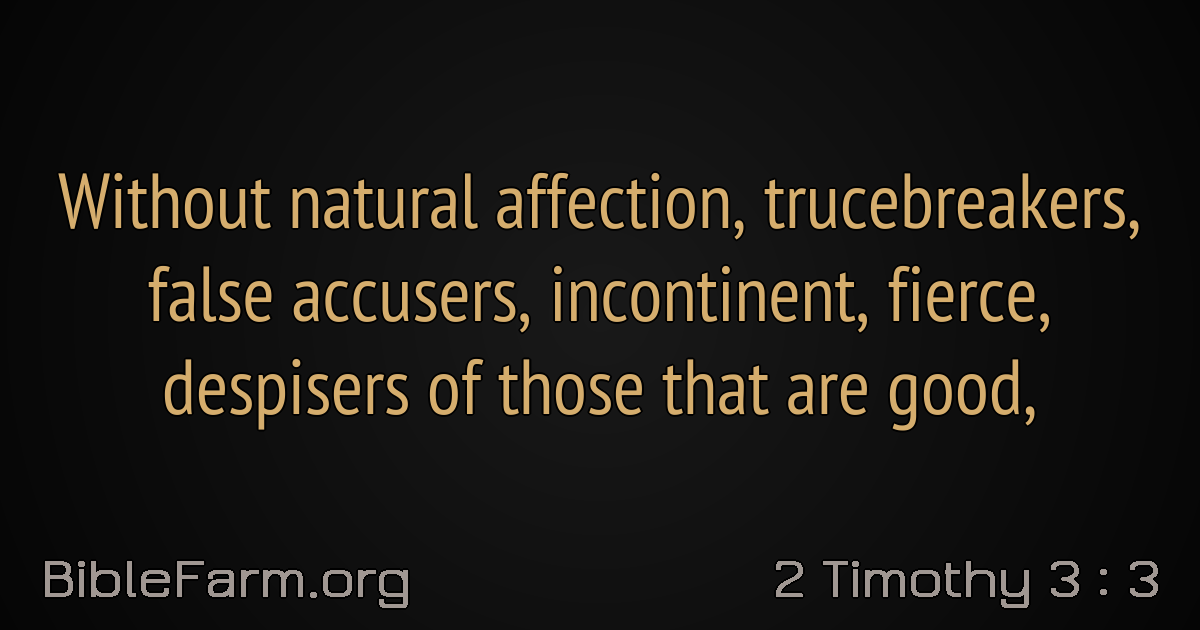 Without natural affection, trucebreakers,
false accusers, incontinent, fierce,
despisers of those that are good,
BibleFarm.org
2 Timothy 3 : 3